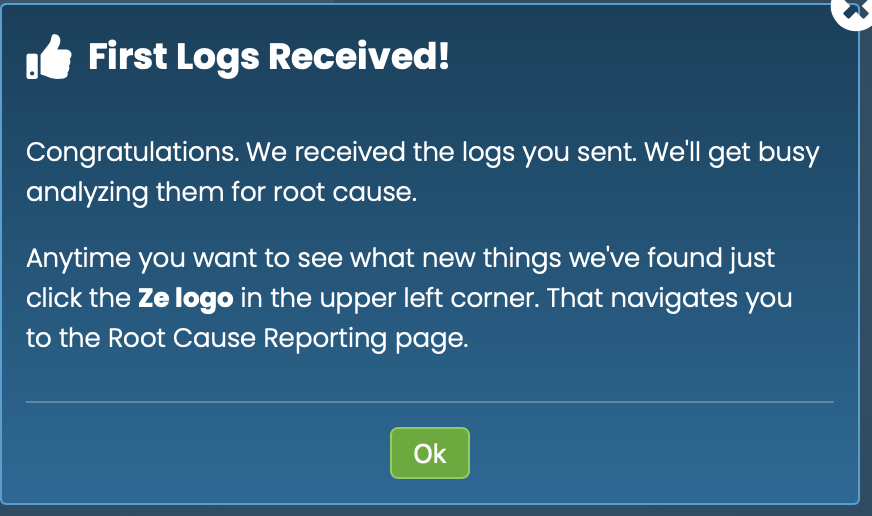 First Logs Received!
Congratulations. We received the logs you sent. We'll get busy
analyzing them for root cause.
Anytime you want to see what new things we've found just
click the Ze logo in the upper left corner. That navigates you
to the Root Cause Reporting page.
Ok